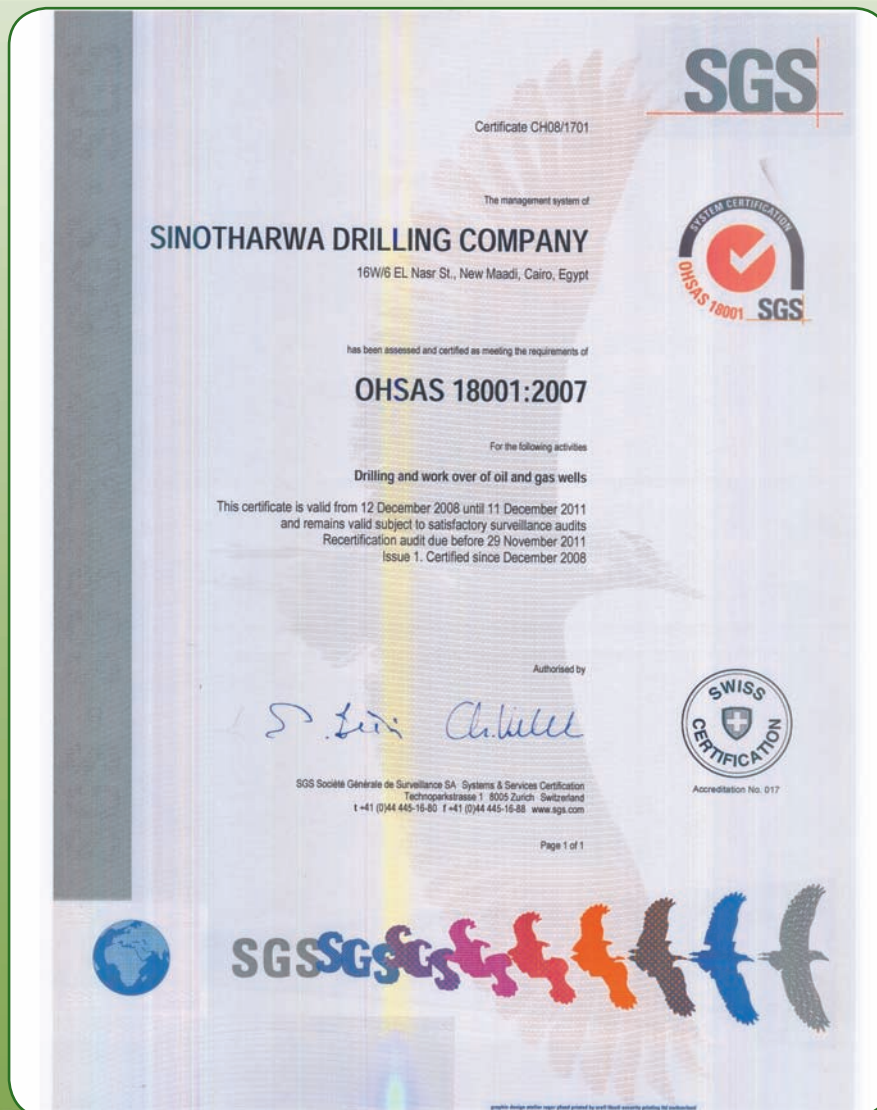 SGS
Certificate CH08/1701
The management system of
SINOTHARWA DRILLING COMPANY
16W/6 EL Nasr St., New Maadi, Cairo, Egypt
SYSTEM CERTIFICATION
OHSAS 18001
SGS
has been assessed and certified as meeting the requirements of
OHSAS 18001:2007
For the following activities
Drilling and work over of oil and gas wells
This certificate is valid from 12 December 2008 until 11 December 2011
and remains valid subject to satisfactory surveillance audits
Recertification audit due before 29 November 2011
Issue 1. Certified since December 2008
Authorised by
SWISS
CERTIFICATION
Accreditation No. 017
SGS Société Générale de Surveillance SA Systems & Services Certification
Technoparkstrasse 1 8005 Zurich Switzerland
t +41 (0)44 445-16-80 f +41 (0)44 445-16-88 www.sgs.com
Page 1 of 1
SGSSGSSGS